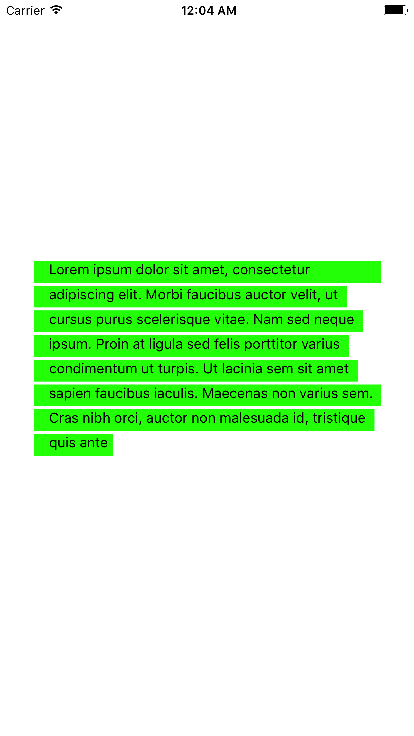 Carrier 12:04 AM
Lorem ipsum dolor sit amet, consectetur
adipiscing elit. Morbi faucibus auctor velit, ut
cursus purus scelerisque vitae. Nam sed neque
ipsum. Proin at ligula sed felis porttitor varius
condimentum ut turpis. Ut lacinia sem sit amet
sapien faucibus iaculis. Maecenas non varius sem.
Cras nibh orci, auctor non malesuada id, tristique
quis ante